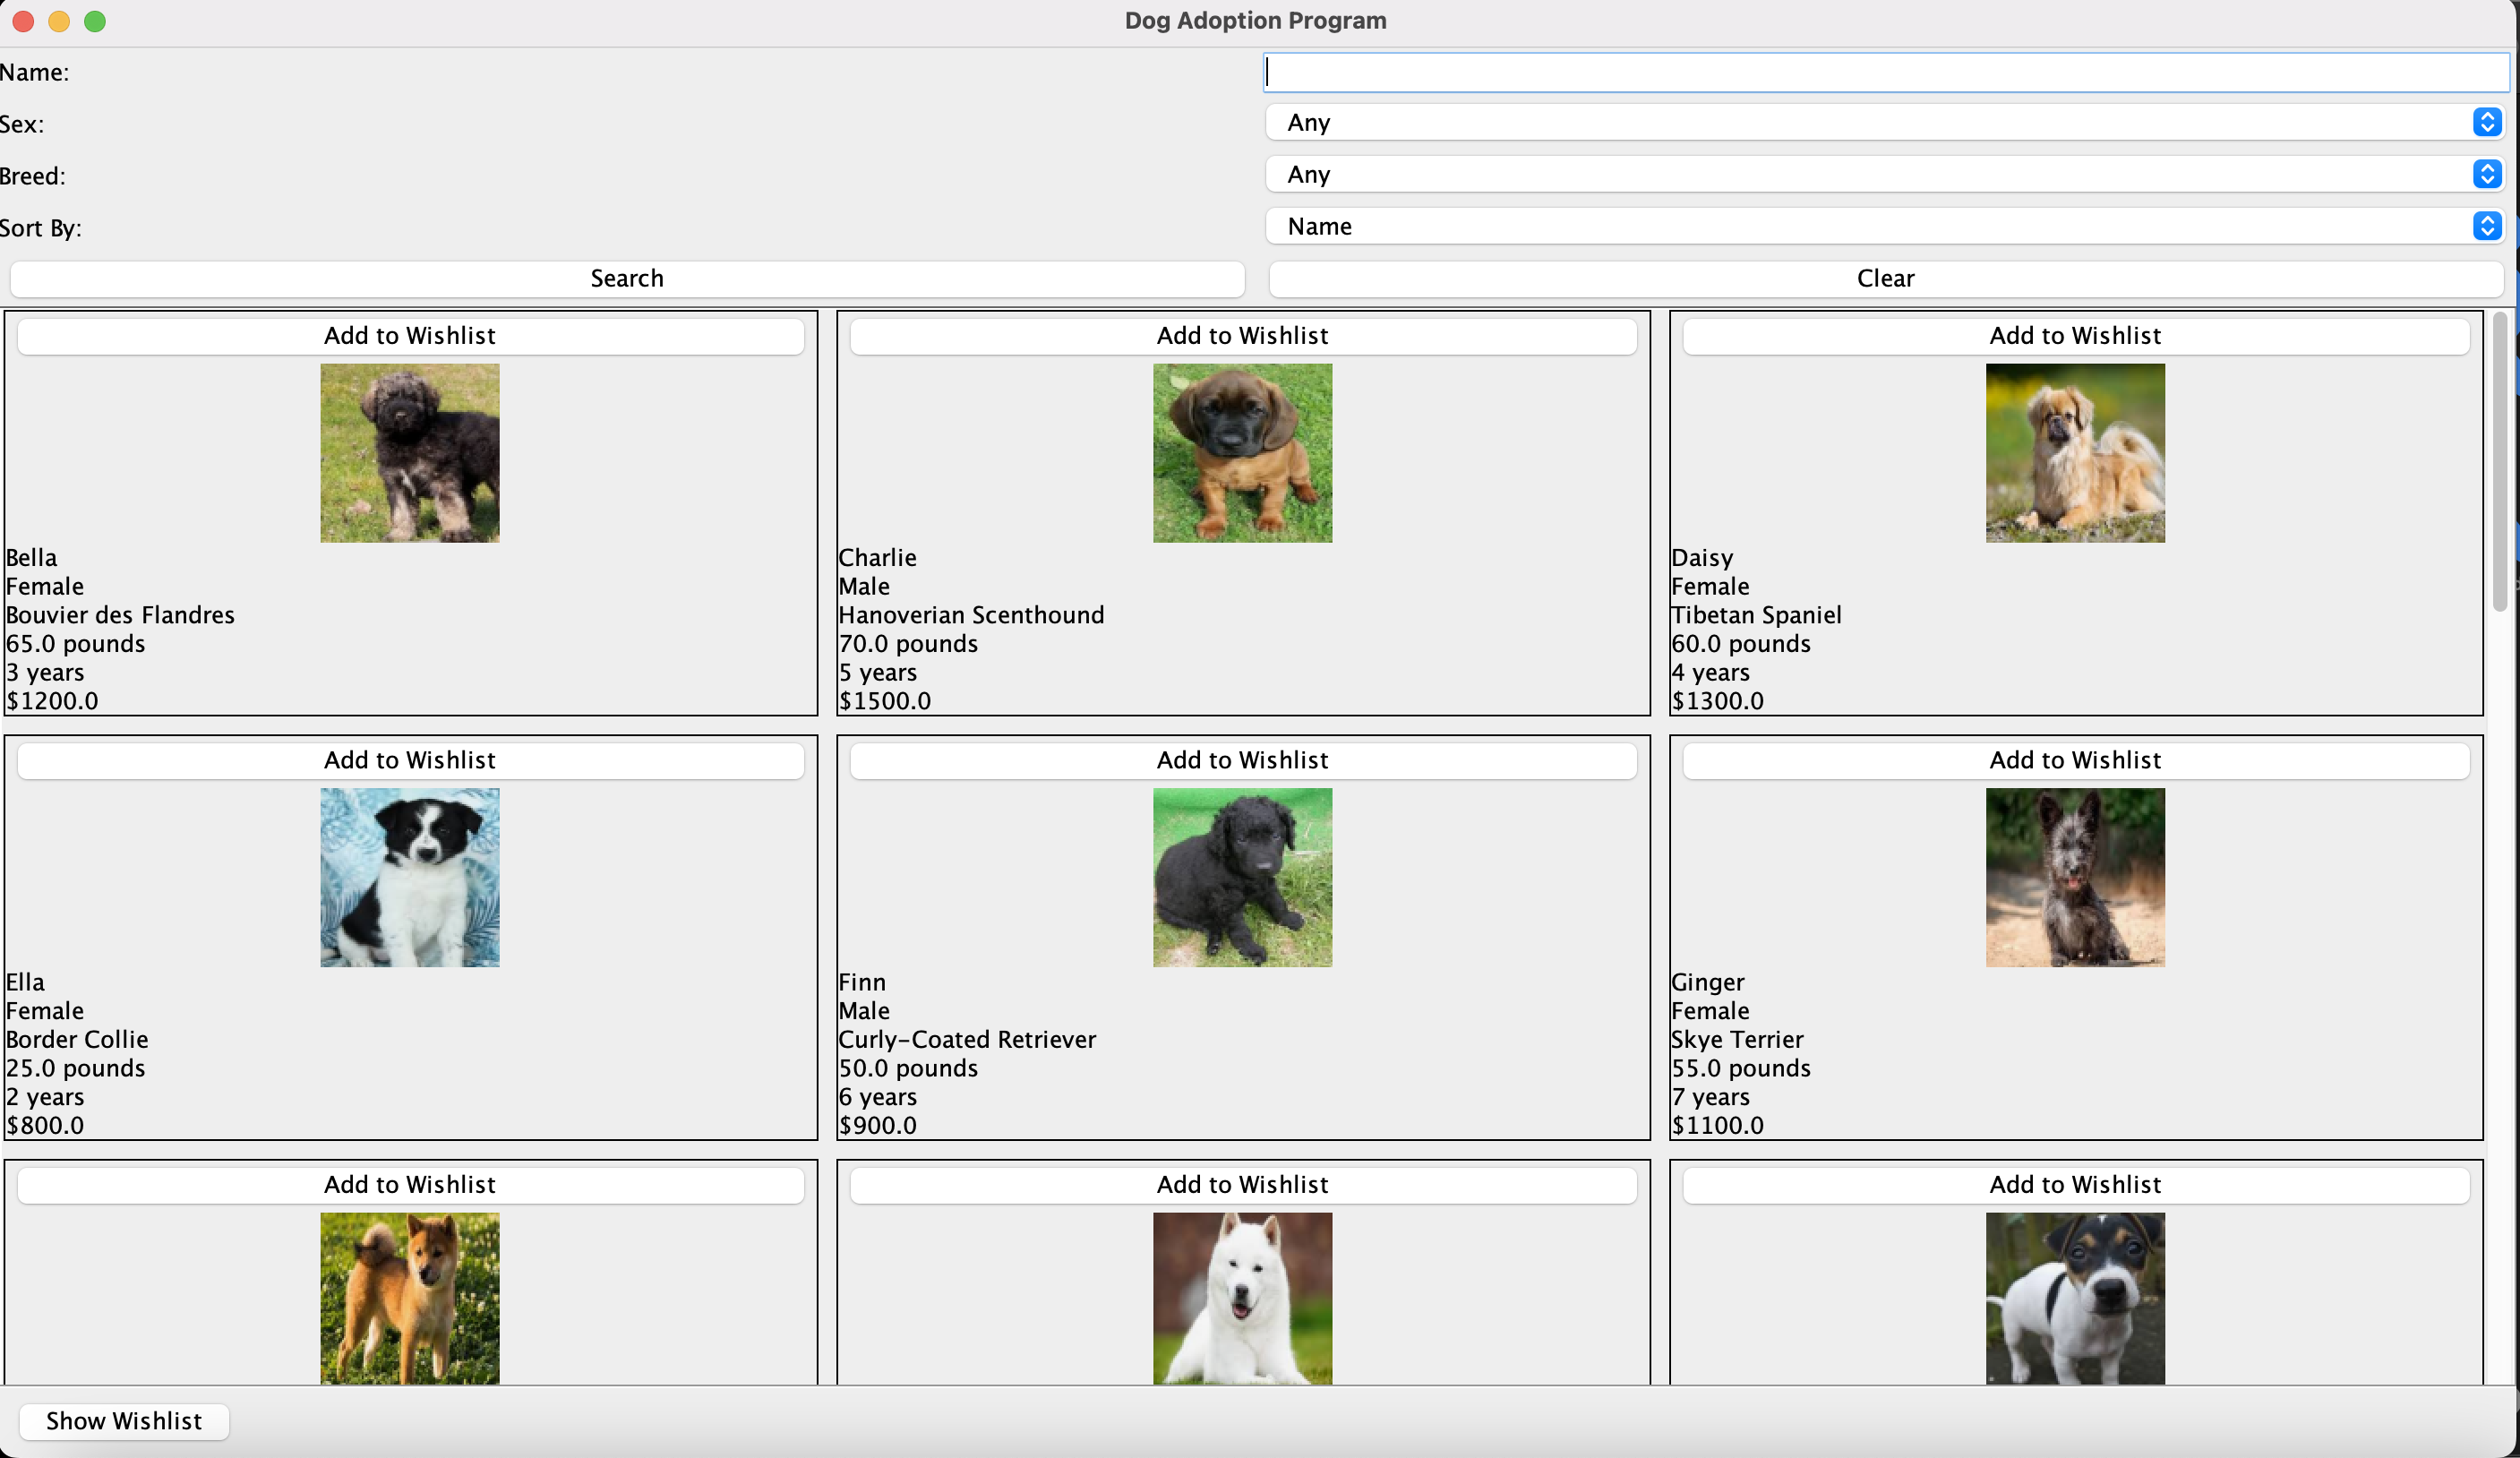 Dog Adoption Program
Name:
Sex:
Any
Breed:
Any
Sort By:
Name
Search
Clear
Add to Wishlist
Bella
Female
Bouvier des Flandres
65.0 pounds
3 years
$1200.0
Add to Wishlist
Charlie
Male
Hanoverian Scenthound
70.0 pounds
5 years
$1500.0
Add to Wishlist
Daisy
Female
Tibetan Spaniel
60.0 pounds
4 years
$1300.0
Add to Wishlist
Ella
Female
Border Collie
25.0 pounds
2 years
$800.0
Add to Wishlist
Finn
Male
Curly-Coated Retriever
50.0 pounds
6 years
$900.0
Add to Wishlist
Ginger
Female
Skye Terrier
55.0 pounds
7 years
$1100.0
Add to Wishlist
Add to Wishlist
Add to Wishlist
Show Wishlist